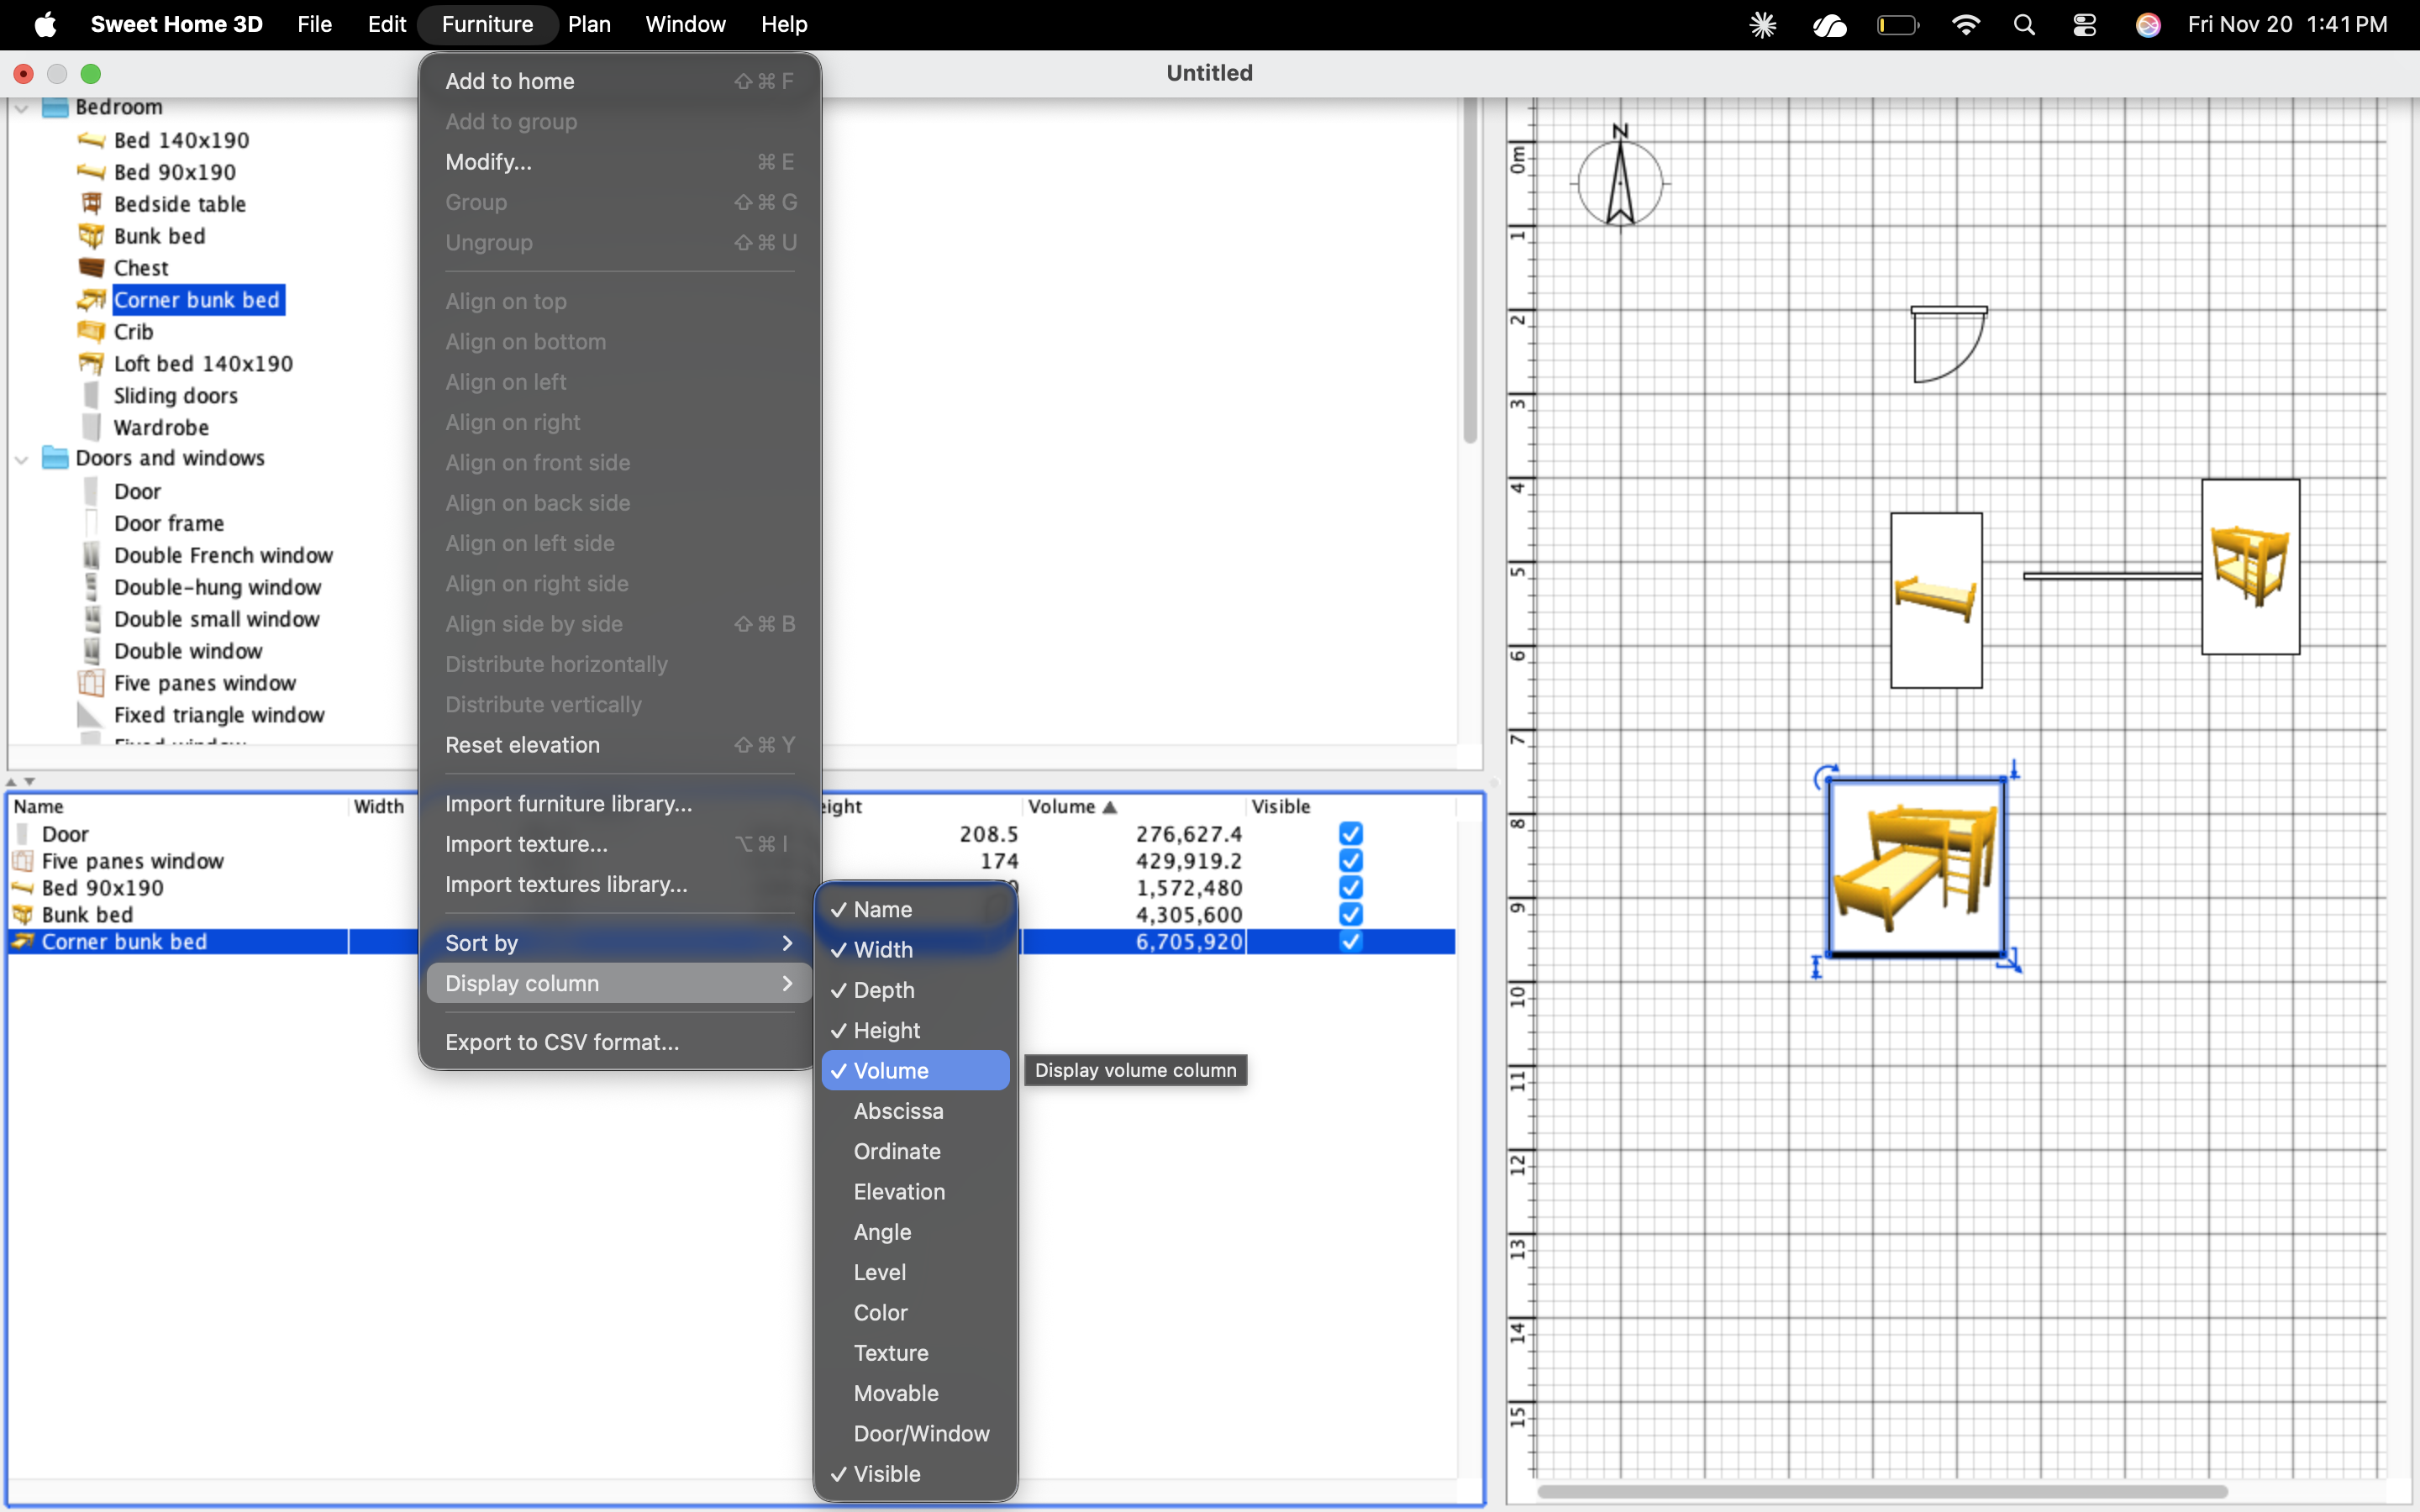 Sweet Home 3D File Edit Furniture Plan Window Help Fri Nov 20 1:41 PM
Untitled
Bedroom
Bed 140x190
Bed 90x190
Bedside table
Bunk bed
Chest
Corner bunk bed
Crib
Loft bed 140x190
Sliding doors
Wardrobe
Doors and windows
Door
Door frame
Double French window
Double-hung window
Double small window
Double window
Five panes window
Fixed triangle window
Fixed window
Add to home ⇧⌘F
Add to group
Modify... ⌘E
Group ⇧⌘G
Ungroup ⇧⌘U
Align on top
Align on bottom
Align on left
Align on right
Align on front side
Align on back side
Align on left side
Align on right side
Align side by side ⇧⌘B
Distribute horizontally
Distribute vertically
Reset elevation ⇧⌘Y
Import furniture library...
Import texture... ⌥⌘I
Import textures library...
Sort by
Display column
Export to CSV format...
Name
Width
Depth
Height
Volume
Abscissa
Ordinate
Elevation
Angle
Level
Color
Texture
Movable
Door/Window
Visible
Display volume column
Name Width eight Volume Visible
Door 208.5 276,627.4
Five panes window 174 429,919.2
Bed 90x190 1,572,480
Bunk bed 4,305,600
Corner bunk bed 6,705,920
N
0m
1
2
3
4
5
6
7
8
9
10
11
12
13
14
15